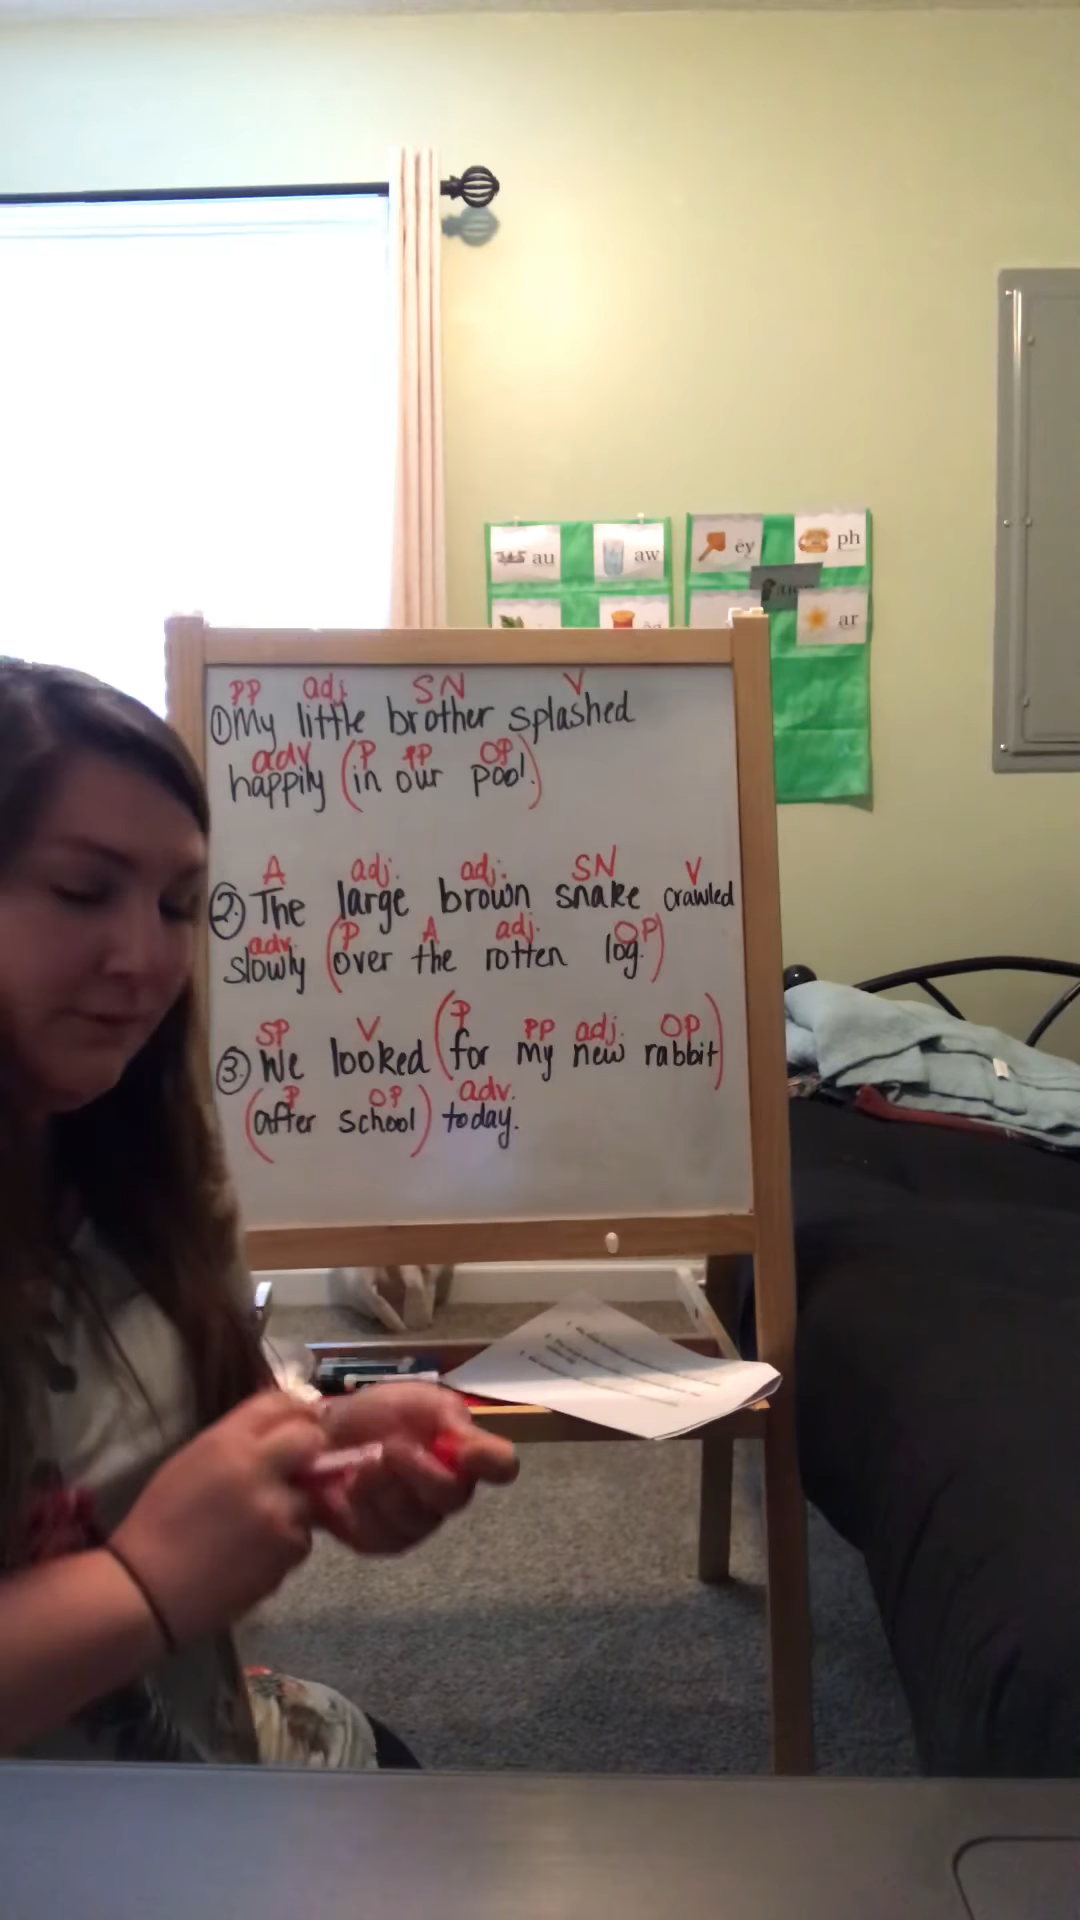 au
aw
ēy
ph
ar
PP adj. SN V
① My little brother splashed
adv P PP OP
happily (in our pool.)
A adj. adj. SN V
②. The large brown snake crawled
adv. P A adj. OP
slowly (over the rotten log.)
SP V P PP adj. OP
③. We looked (for my new rabbit)
P OP adv.
(after school) today.